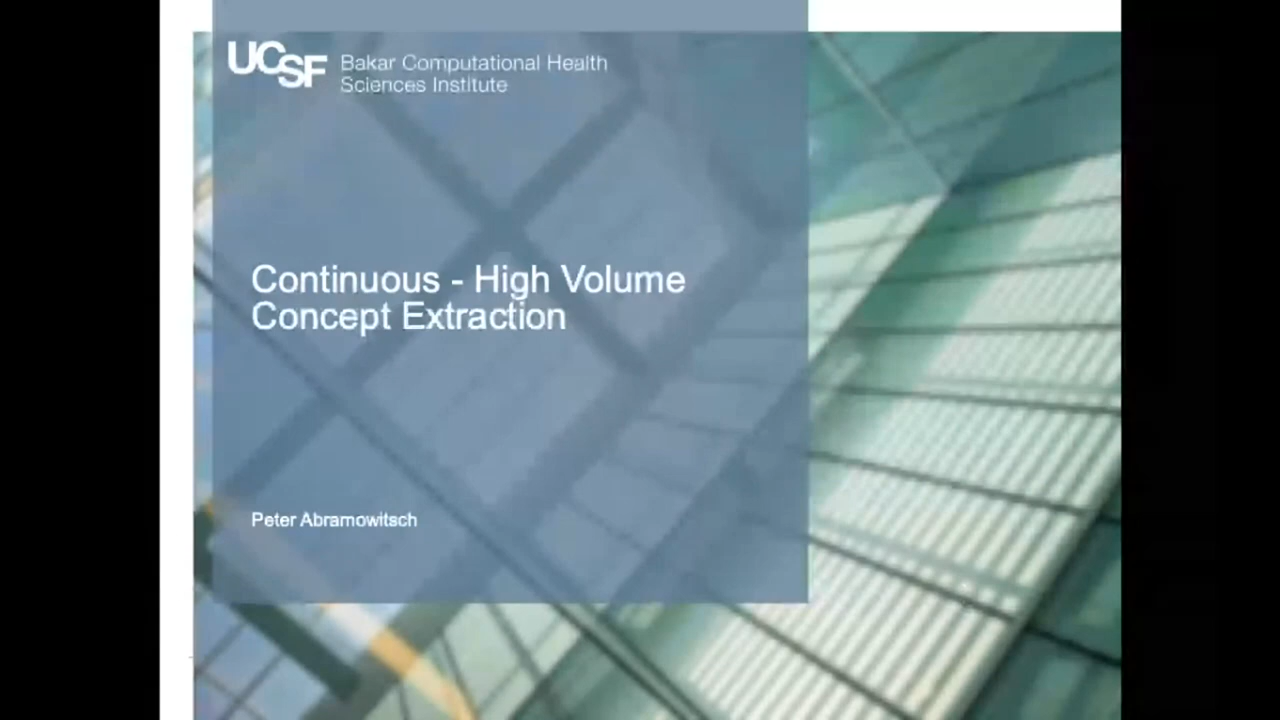 UCSF Bakar Computational Health
Sciences Institute
Continuous - High Volume
Concept Extraction
Peter Abramowitsch